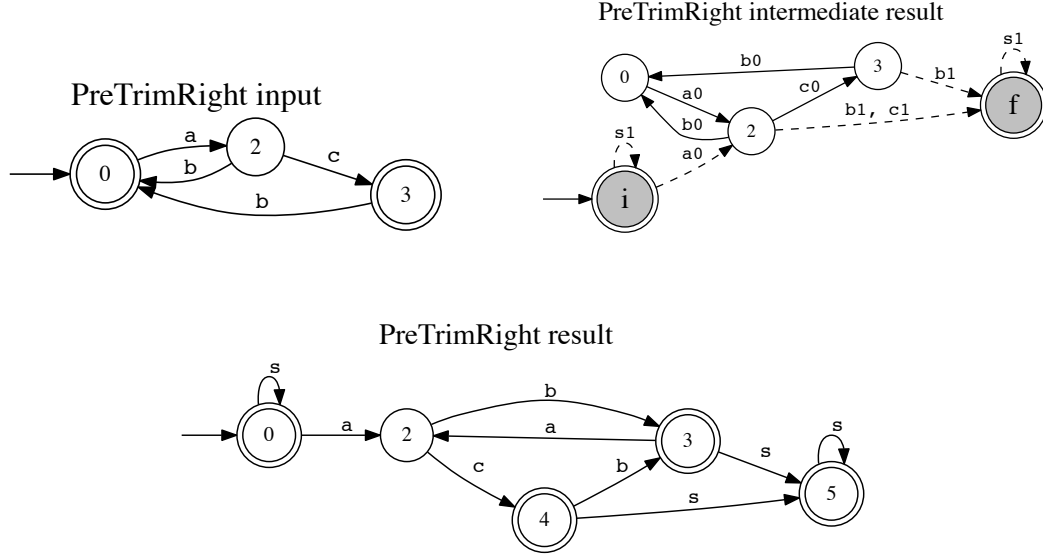 PreTrimRight intermediate result
s1
b0
3
0
a0
c0
b1
f
b0
2
b1, c1
s1
a0
i
PreTrimRight input
a
2
c
0
b
3
b
PreTrimRight result
s
b
s
0
a
2
a
3
s
c
b
5
4
s